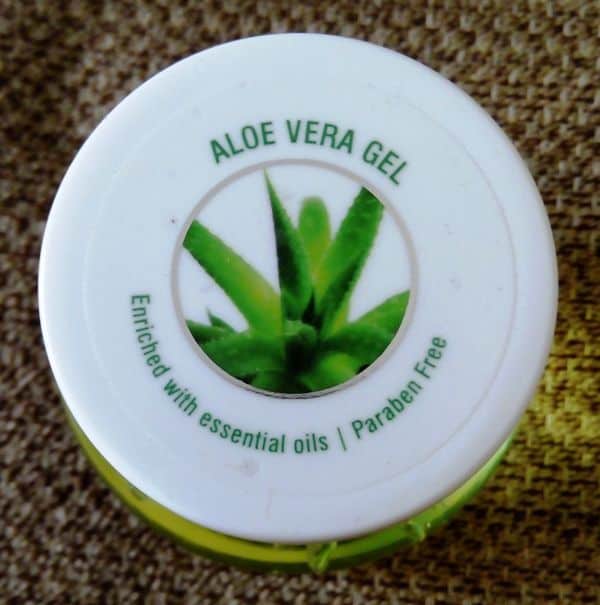 ALOE VERA GEL
Enriched with essential oils | Paraben Free